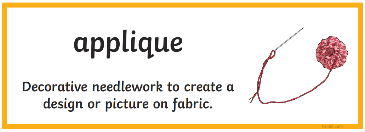 applique
Decorative needlework to create a
design or picture on fabric.